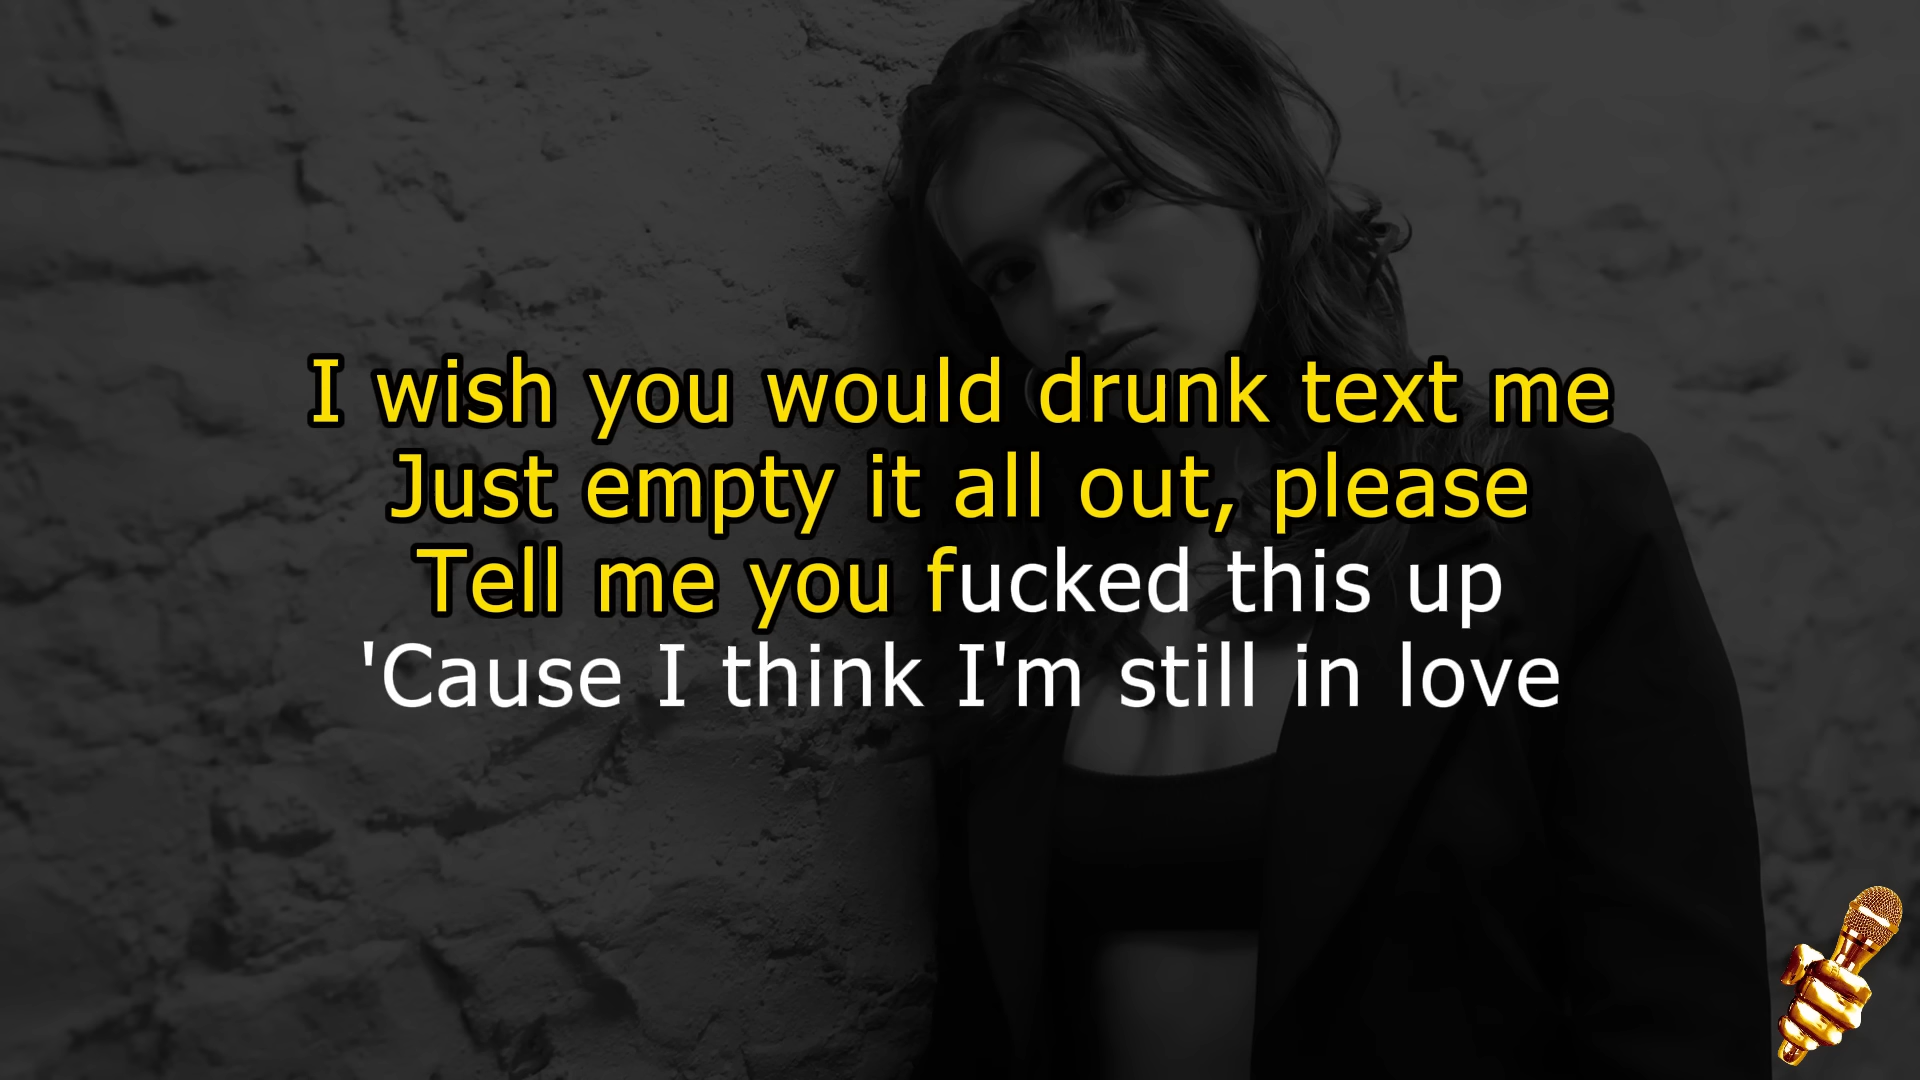 I wish you would drunk text me
Just empty it all out, please
Tell me you fucked this up
'Cause I think I'm still in love